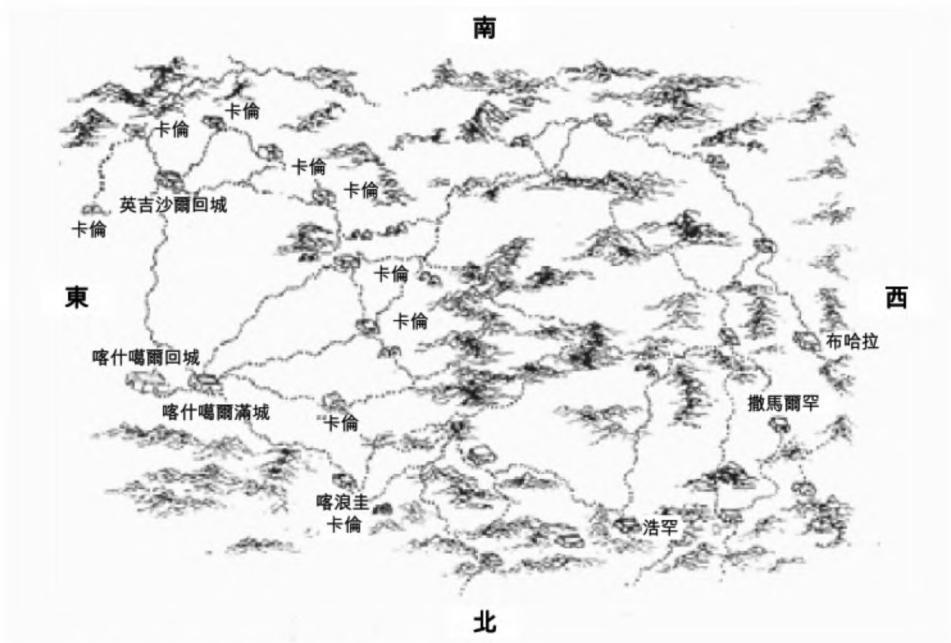 南
卡倫
卡倫
卡倫
卡倫
英吉沙爾回城
卡倫
卡倫
東
西
卡倫
布哈拉
喀什噶爾回城
撒馬爾罕
喀什噶爾滿城
卡倫
喀浪圭
卡倫
浩罕
北